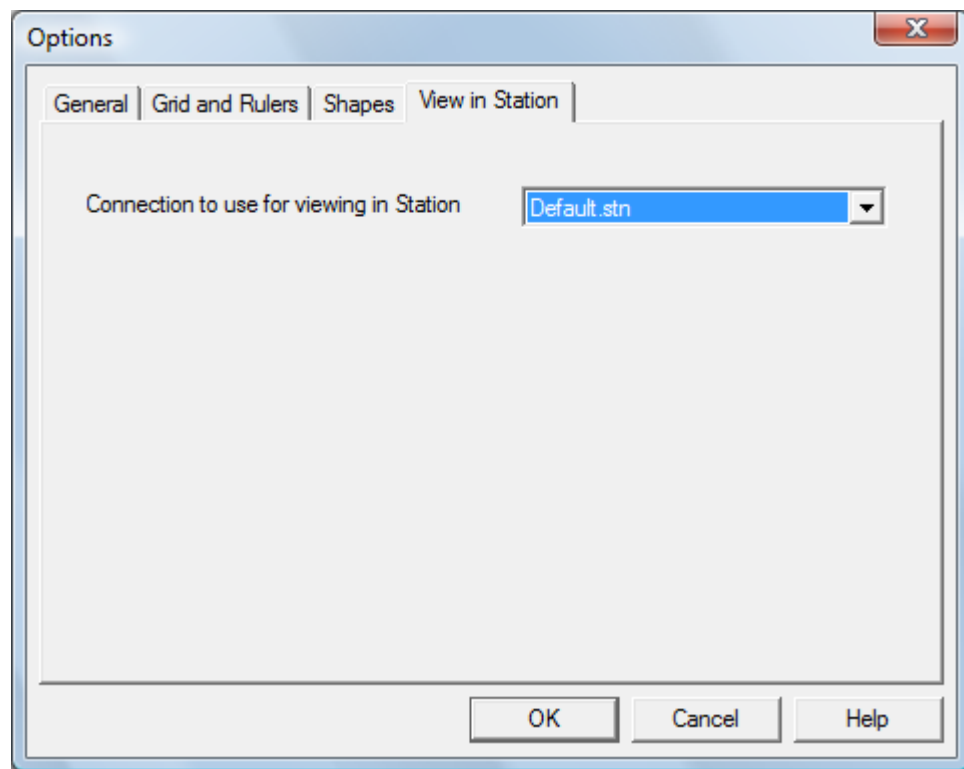 Options
General Grid and Rulers Shapes View in Station
Connection to use for viewing in Station Default.stn
OK Cancel Help